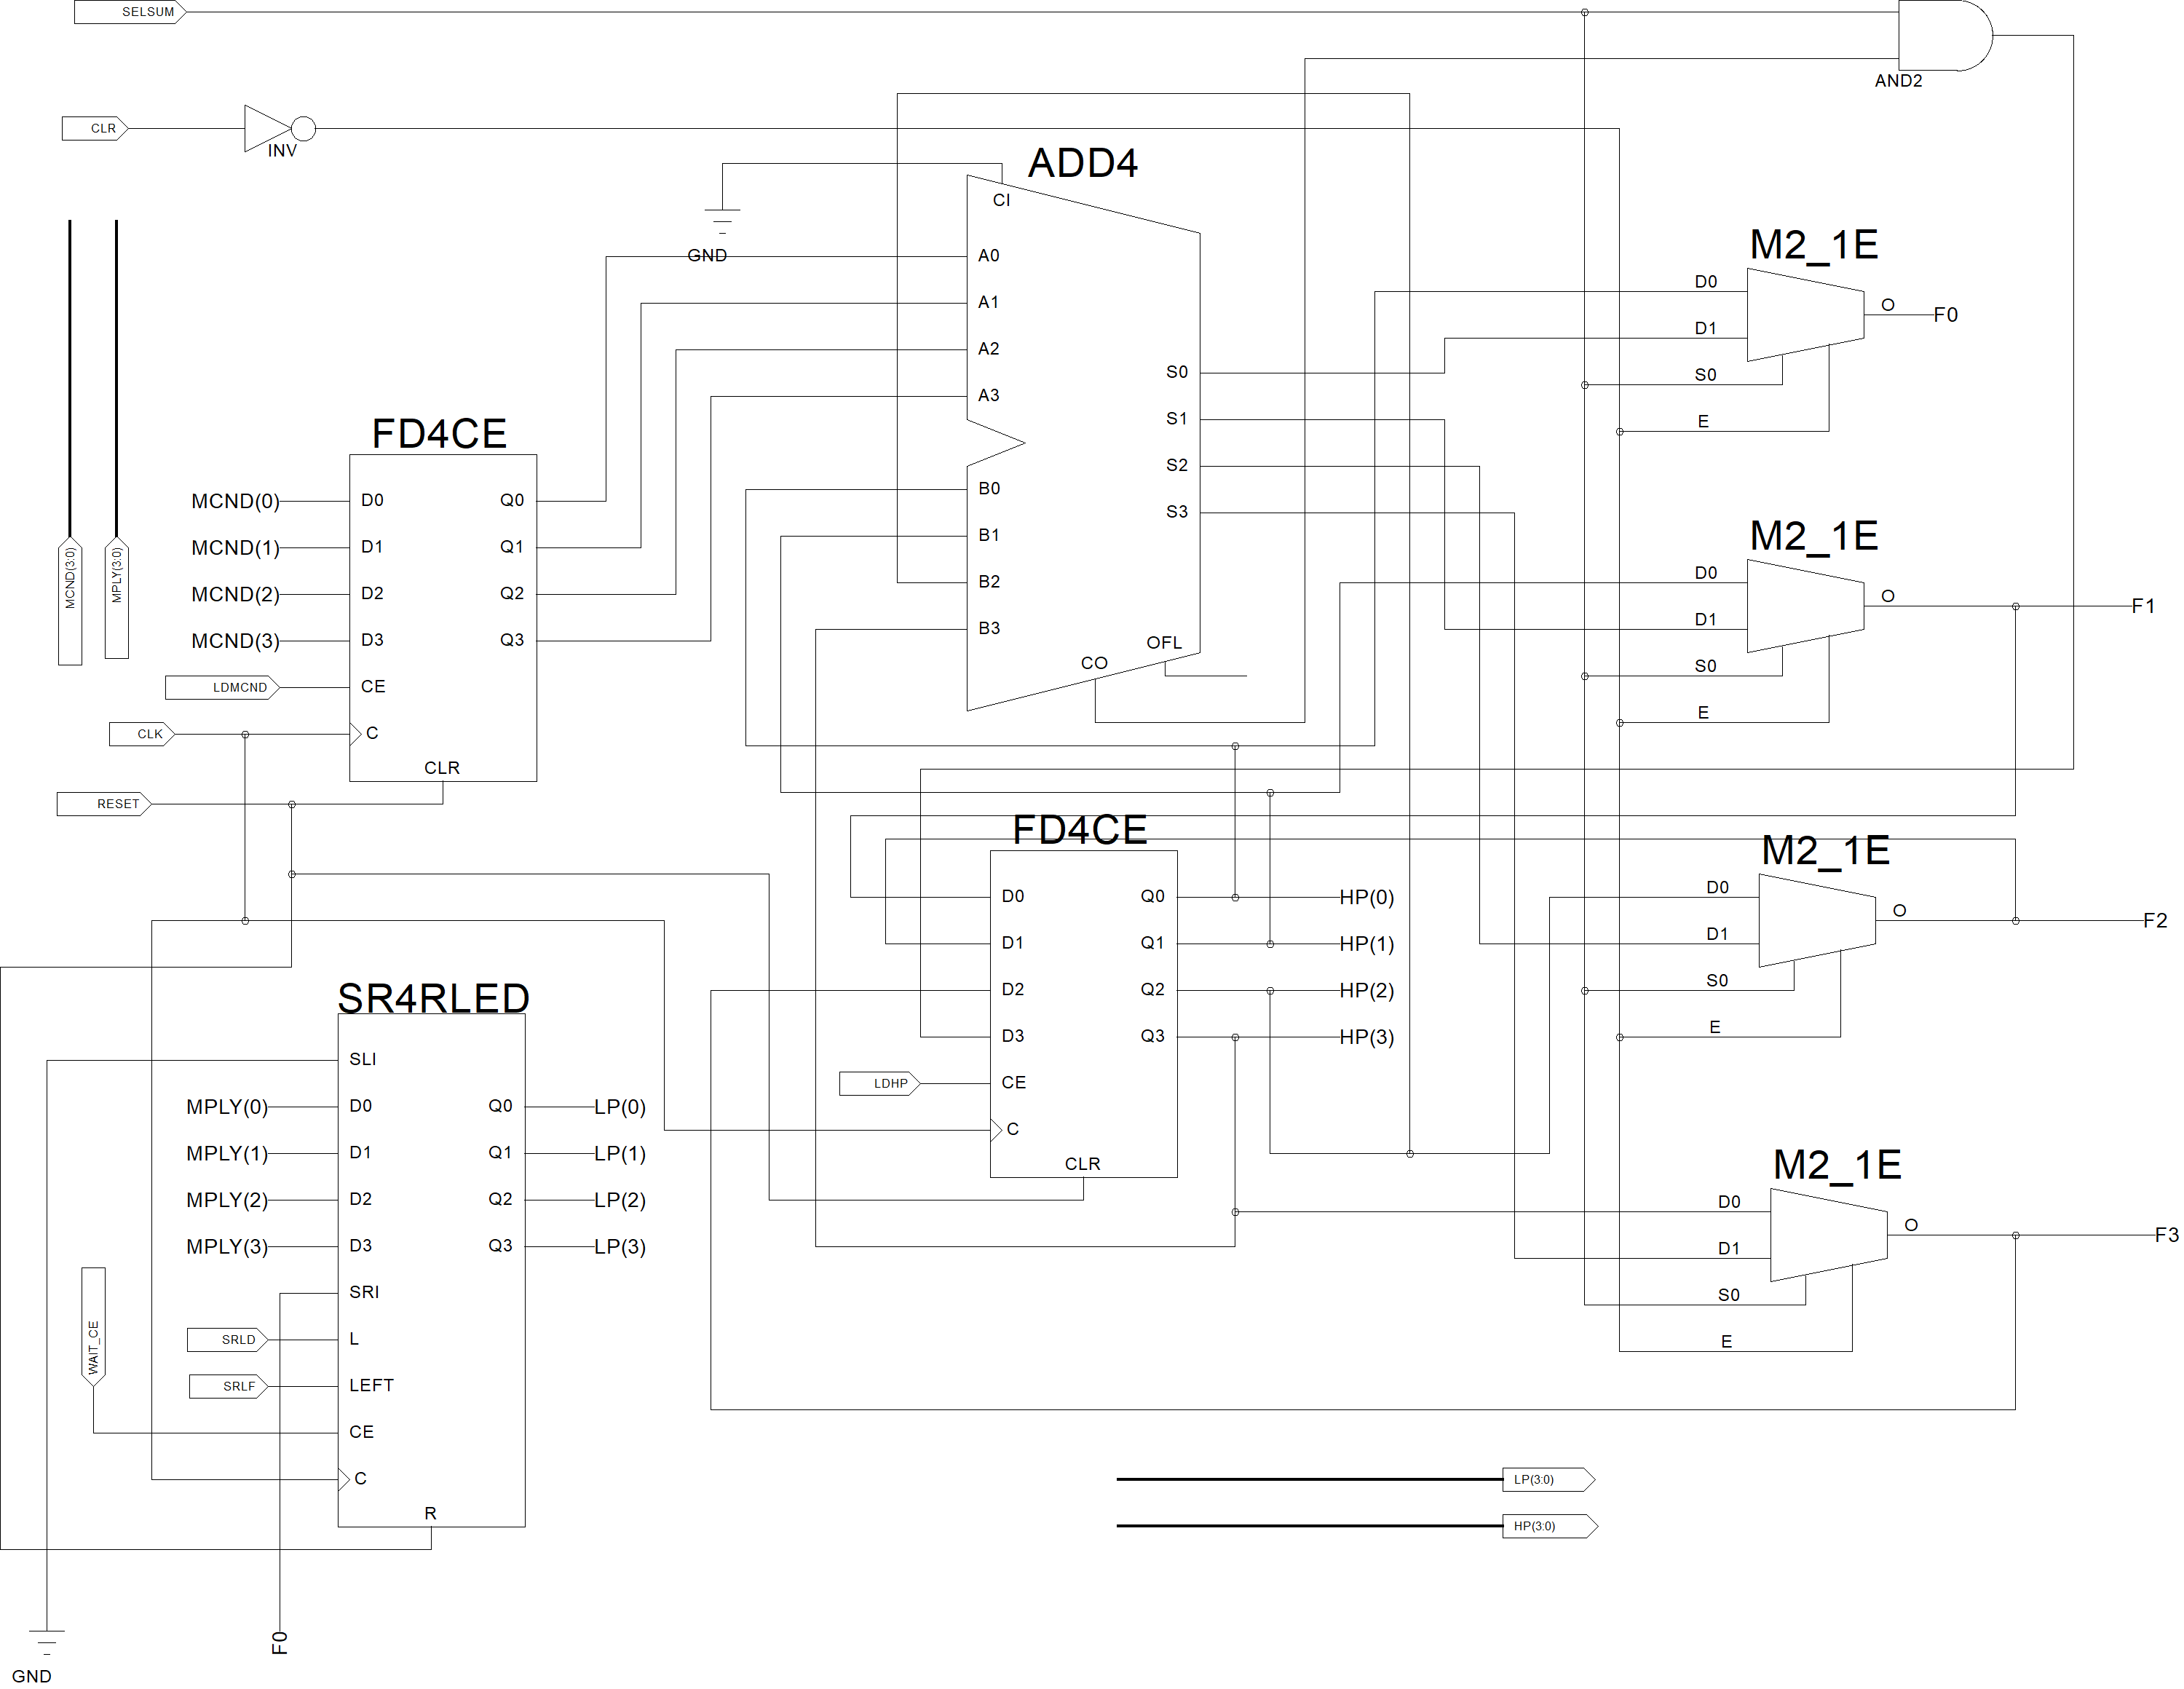 SELSUM
AND2
CLR
INV
ADD4
CI
GND
A0
A1
A2
A3
B0
B1
B2
B3
S0
S1
S2
S3
OFL
CO
M2_1E
D0
D1
S0
E
O
F0
M2_1E
D0
D1
S0
E
O
F1
MCND(3:0)
MPLY(3:0)
FD4CE
MCND(0)
D0
Q0
MCND(1)
D1
Q1
MCND(2)
D2
Q2
MCND(3)
D3
Q3
LDMCND
CE
CLK
C
CLR
RESET
FD4CE
D0
Q0
HP(0)
D1
Q1
HP(1)
D2
Q2
HP(2)
D3
Q3
HP(3)
LDHP
CE
C
CLR
M2_1E
D0
D1
S0
E
O
F2
M2_1E
D0
D1
S0
E
O
F3
SR4RLED
SLI
MPLY(0)
D0
Q0
LP(0)
MPLY(1)
D1
Q1
LP(1)
MPLY(2)
D2
Q2
LP(2)
MPLY(3)
D3
Q3
LP(3)
SRI
SRLD
L
SRLF
LEFT
WAIT_CE
CE
C
R
F0
GND
LP(3:0)
HP(3:0)